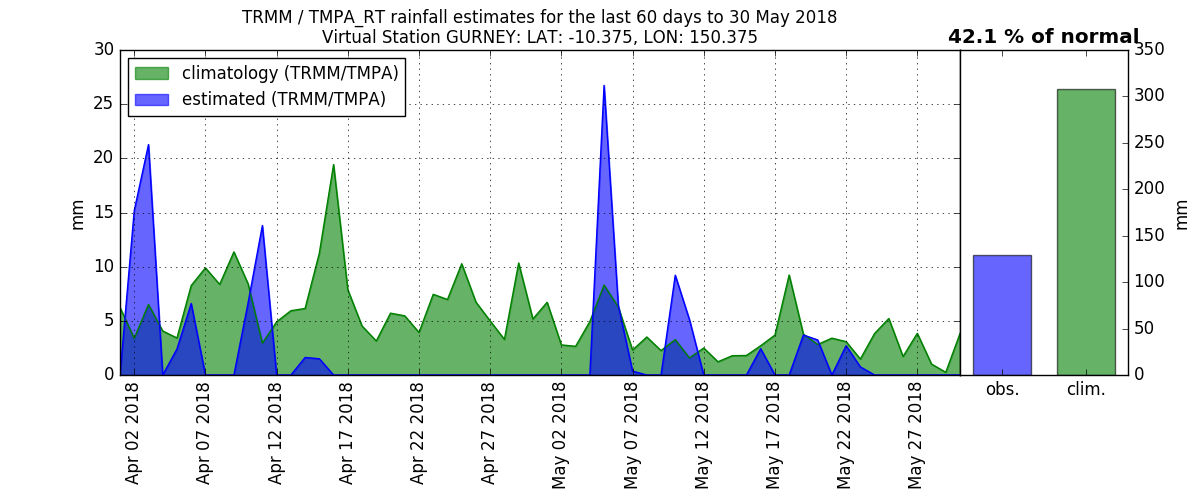 TRMM / TMPA_RT rainfall estimates for the last 60 days to 30 May 2018
Virtual Station GURNEY: LAT: -10.375, LON: 150.375
42.1 % of normal
climatology (TRMM/TMPA)
estimated (TRMM/TMPA)
30
25
20
15
10
5
0
mm
Apr 02 2018
Apr 07 2018
Apr 12 2018
Apr 17 2018
Apr 22 2018
Apr 27 2018
May 02 2018
May 07 2018
May 12 2018
May 17 2018
May 22 2018
May 27 2018
350
300
250
200
150
100
50
0
mm
obs.
clim.